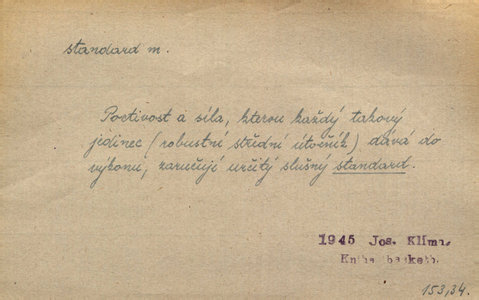 standard m.
Poctivost a síla, kterou každý takový
jedinec (robustní střední útočník) dává do
výkonu, zaručují určitý slušný standard.
1945 Jos. Klíma,
Kniha basketb.
153,34.